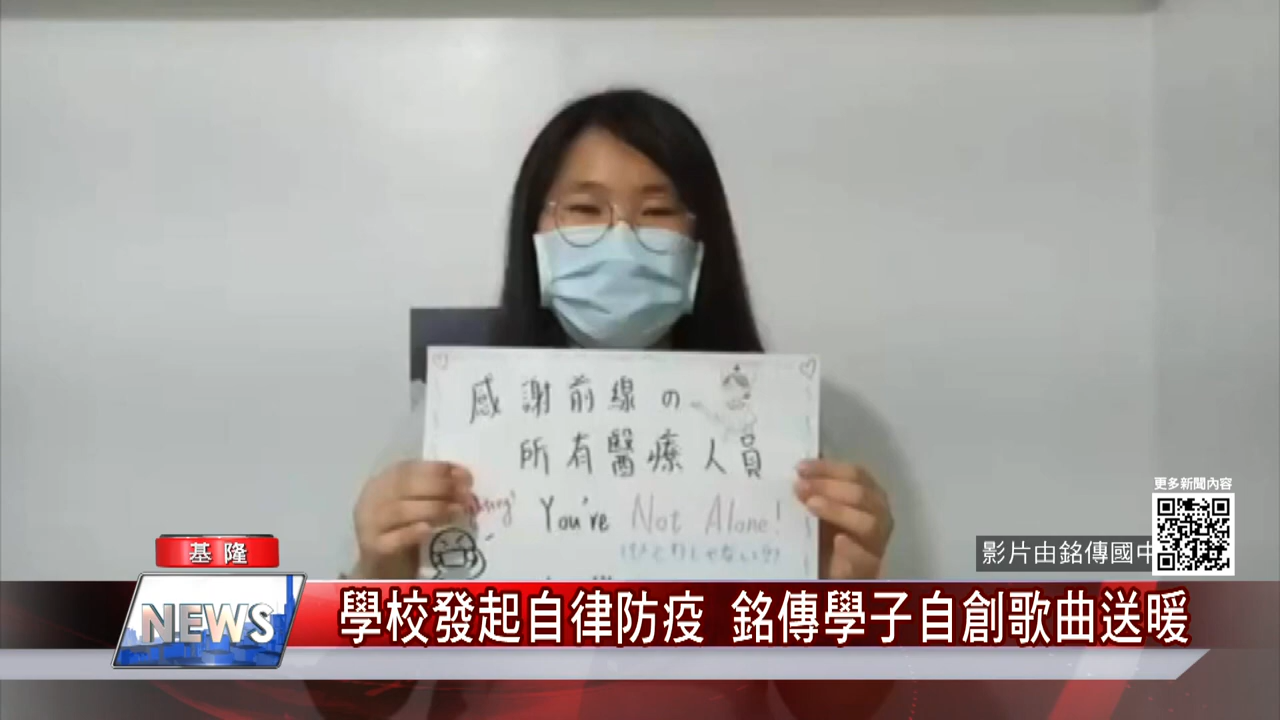 感謝前線の
所有醫療人員
You're Not Alone!
更多新聞內容
影片由銘傳國中
基隆
NEWS
學校發起自律防疫 銘傳學子自創歌曲送暖